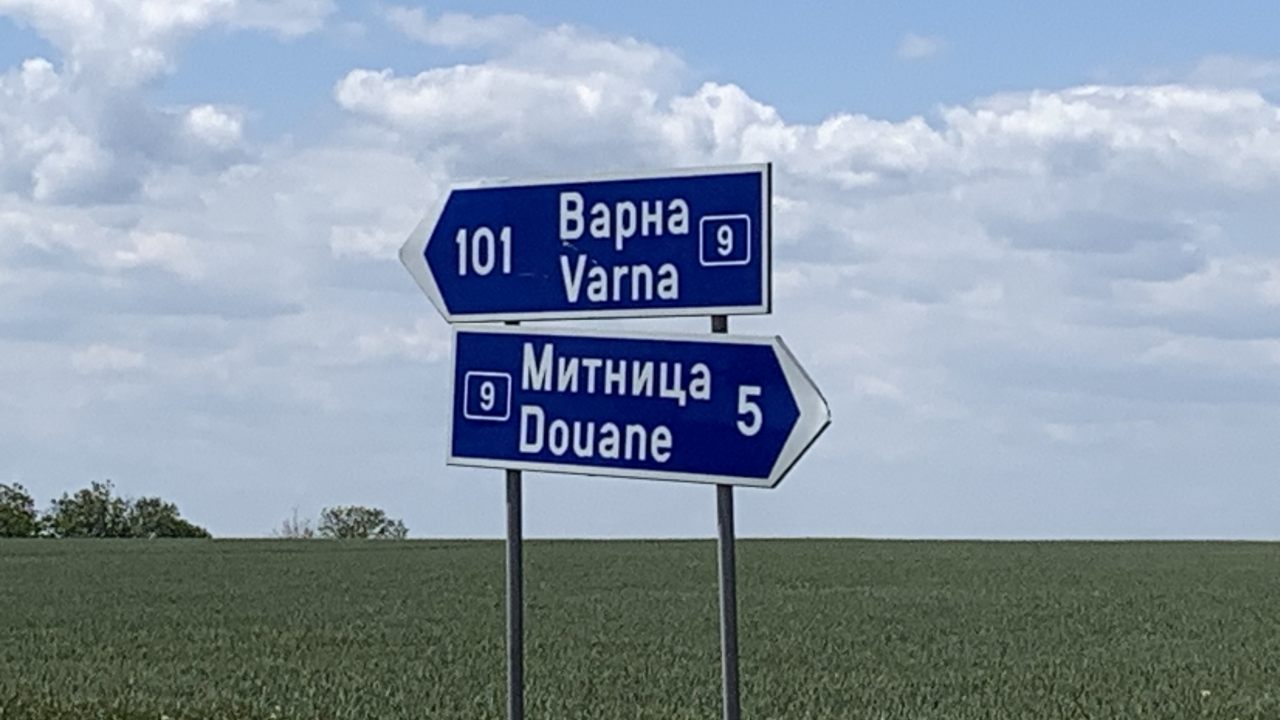 101 Варна 9
Varna
9 Митница 5
Douane